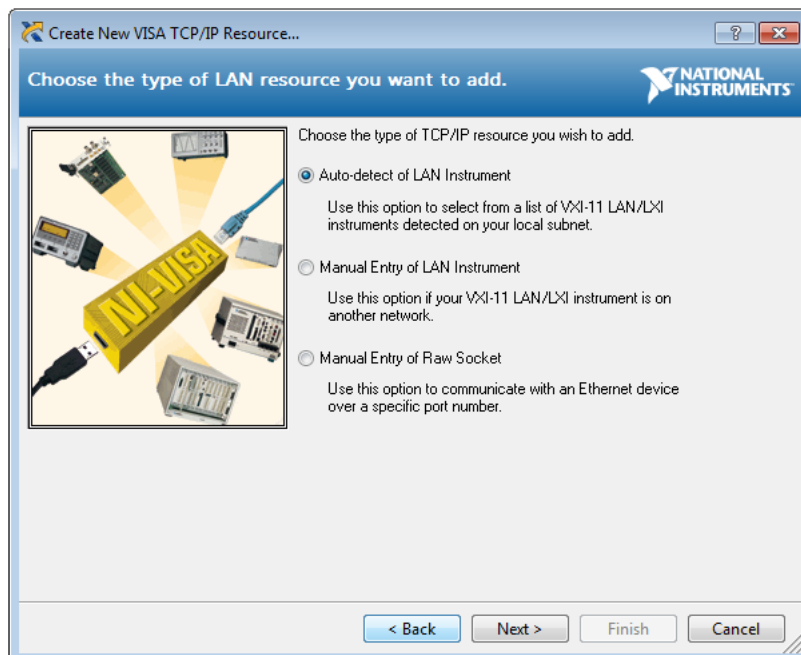 Create New VISA TCP/IP Resource...
Choose the type of LAN resource you want to add.
NATIONAL
INSTRUMENTS
Choose the type of TCP/IP resource you wish to add.
Auto-detect of LAN Instrument
Use this option to select from a list of VXI-11 LAN/LXI
instruments detected on your local subnet.
Manual Entry of LAN Instrument
Use this option if your VXI-11 LAN/LXI instrument is on
another network.
Manual Entry of Raw Socket
Use this option to communicate with an Ethernet device
over a specific port number.
NI-VISA
< Back
Next >
Finish
Cancel